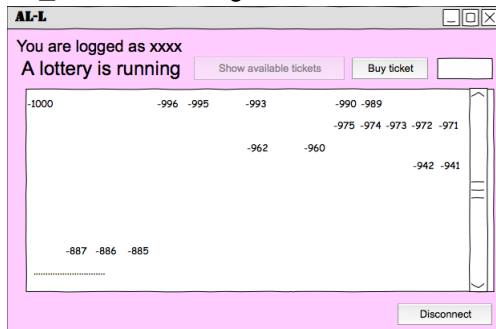 AL-L
You are logged as xxxx
A lottery is running Show available tickets Buy ticket
-1000 -996 -995 -993 -990 -989
-975 -974 -973 -972 -971
-962 -960
-942 -941
-887 -886 -885
..............................
Disconnect